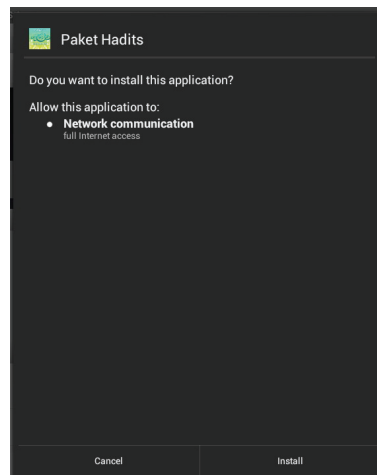 Paket Hadits
Do you want to install this application?
Allow this application to:
● Network communication
full Internet access
Cancel
Install